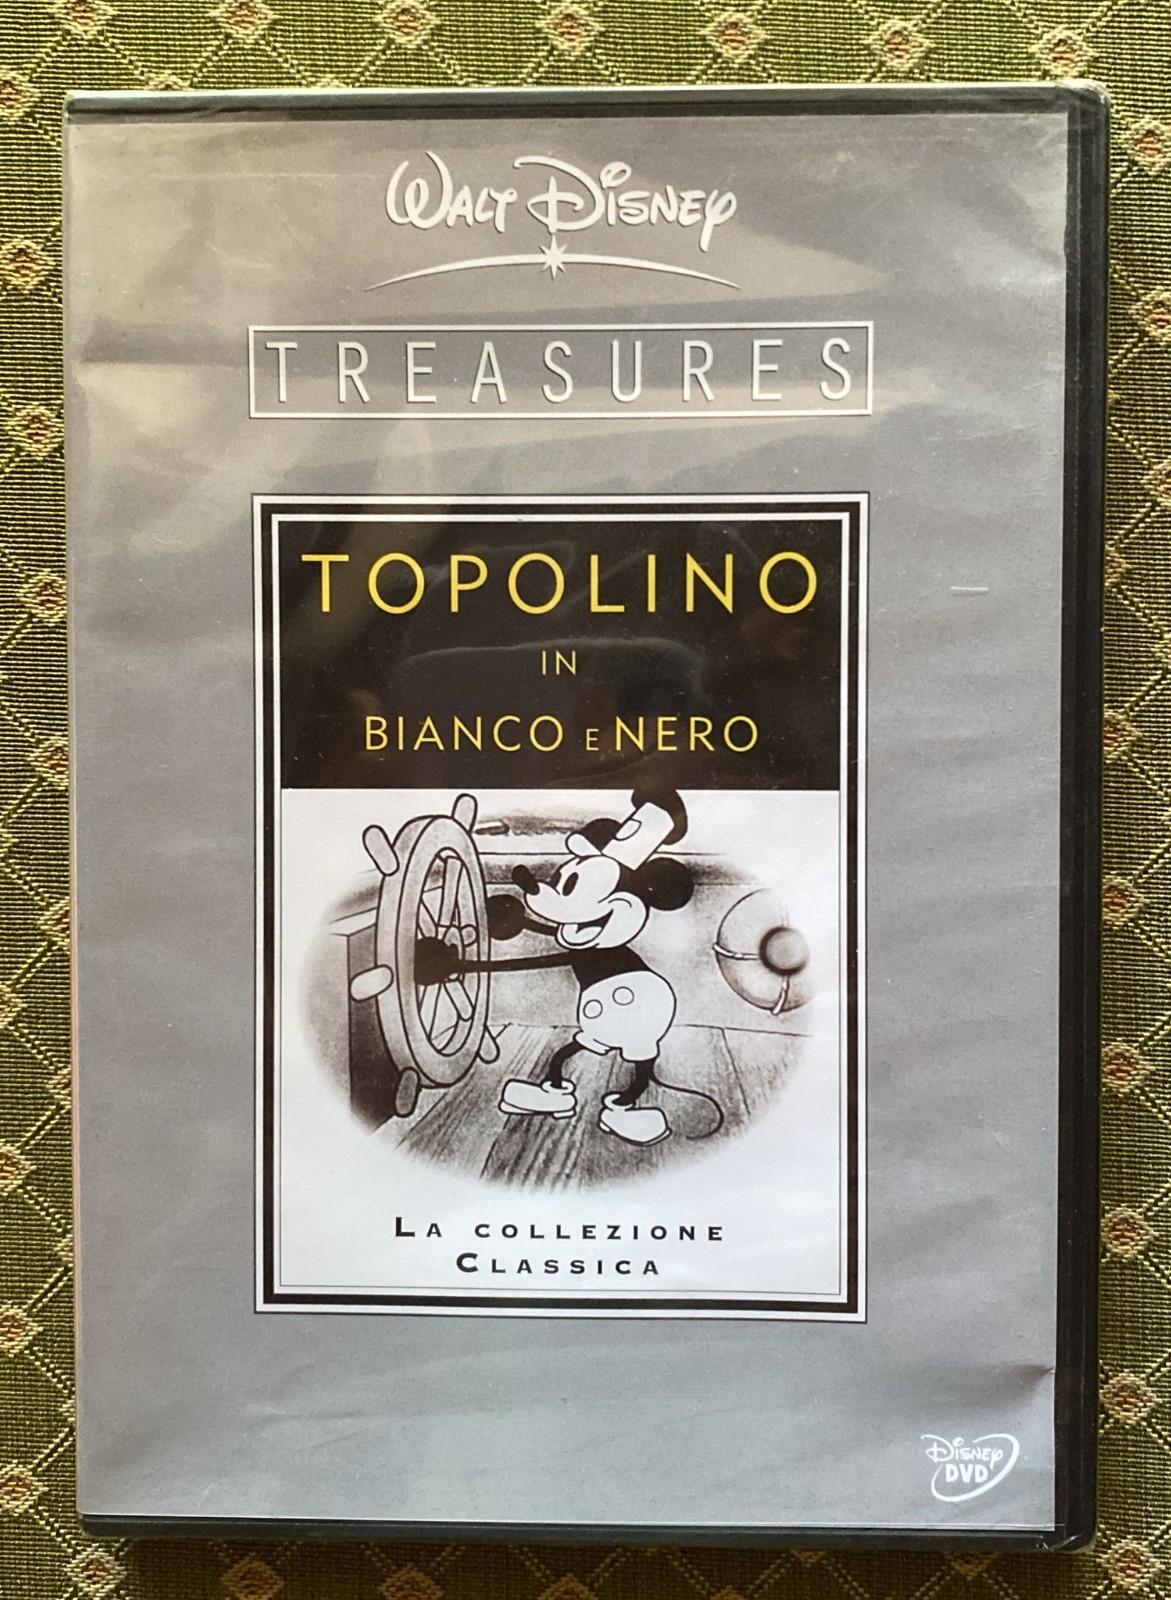 WALT DISNEY
TREASURES
TOPOLINO
IN
BIANCO E NERO
LA COLLEZIONE
CLASSICA
DISNEY
DVD